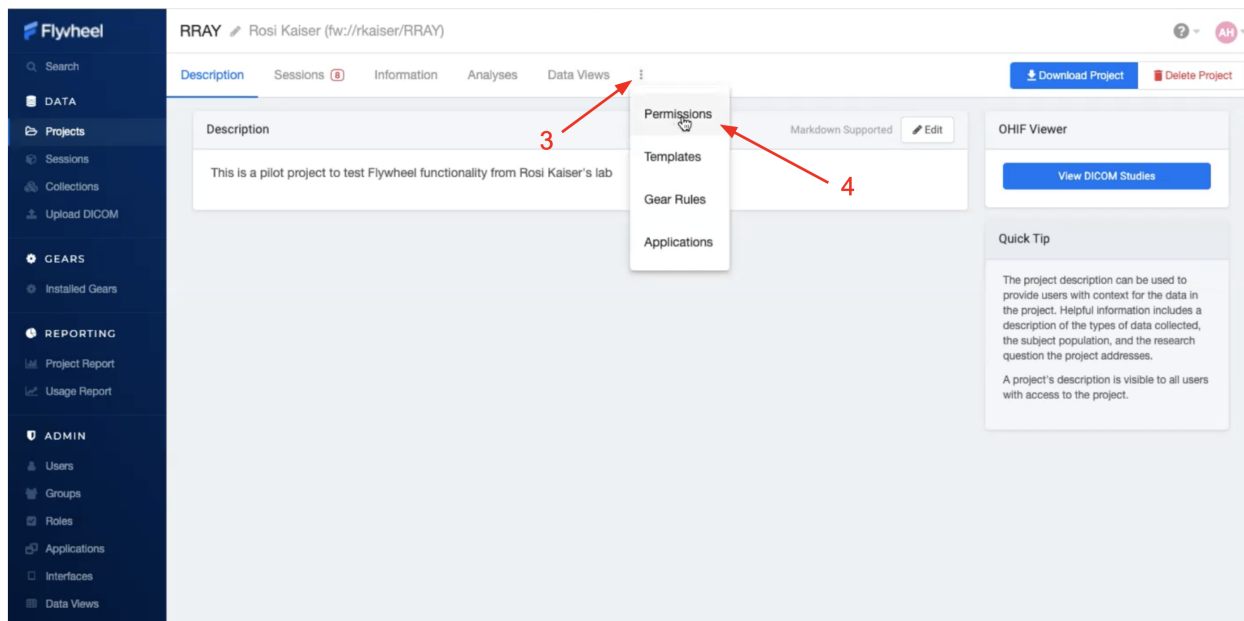 Flywheel
Search
DATA
Projects
Sessions
Collections
Upload DICOM
GEARS
Installed Gears
REPORTING
Project Report
Usage Report
ADMIN
Users
Groups
Roles
Applications
Interfaces
Data Views
RRAY Rosi Kaiser (fw://rkaiser/RRAY)
? AH
Description Sessions 8 Information Analyses Data Views
Download Project Delete Project
3
4
Permissions
Templates
Gear Rules
Applications
Description Markdown Supported Edit
This is a pilot project to test Flywheel functionality from Rosi Kaiser's lab
OHIF Viewer
View DICOM Studies
Quick Tip
The project description can be used to
provide users with context for the data in
the project. Helpful information includes a
description of the types of data collected,
the subject population, and the research
question the project addresses.
A project's description is visible to all users
with access to the project.